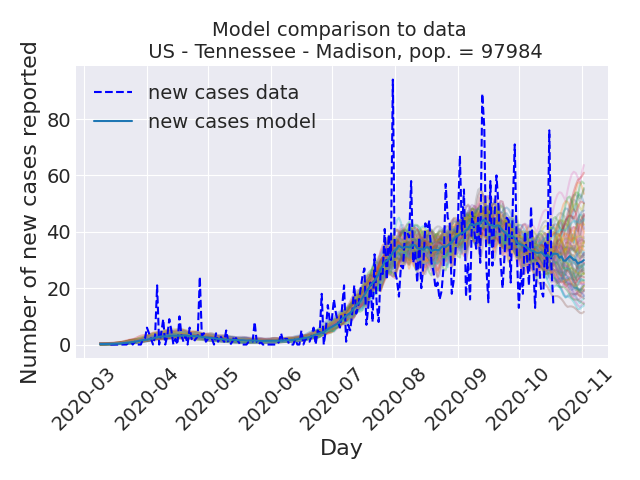 Model comparison to data
US - Tennessee - Madison, pop. = 97984
new cases data
new cases model
Number of new cases reported
80
60
40
20
0
2020-03
2020-04
2020-05
2020-06
2020-07
2020-08
2020-09
2020-10
2020-11
Day